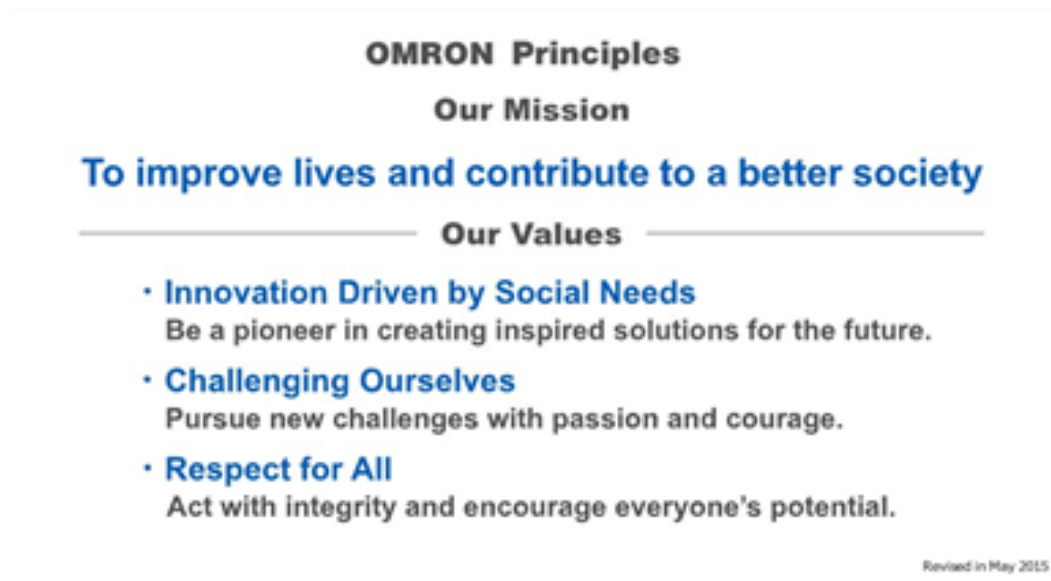 OMRON Principles
Our Mission
To improve lives and contribute to a better society
Our Values
・Innovation Driven by Social Needs
Be a pioneer in creating inspired solutions for the future.
・Challenging Ourselves
Pursue new challenges with passion and courage.
・Respect for All
Act with integrity and encourage everyone's potential.
Revised in May 2015